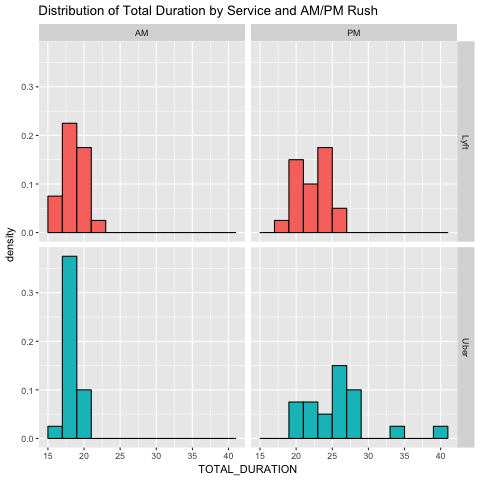 Distribution of Total Duration by Service and AM/PM Rush
AM
PM
0.3
0.2
0.1
0.0
Lyft
density
0.3
0.2
0.1
0.0
Uber
15 20 25 30 35 40
15 20 25 30 35 40
TOTAL_DURATION